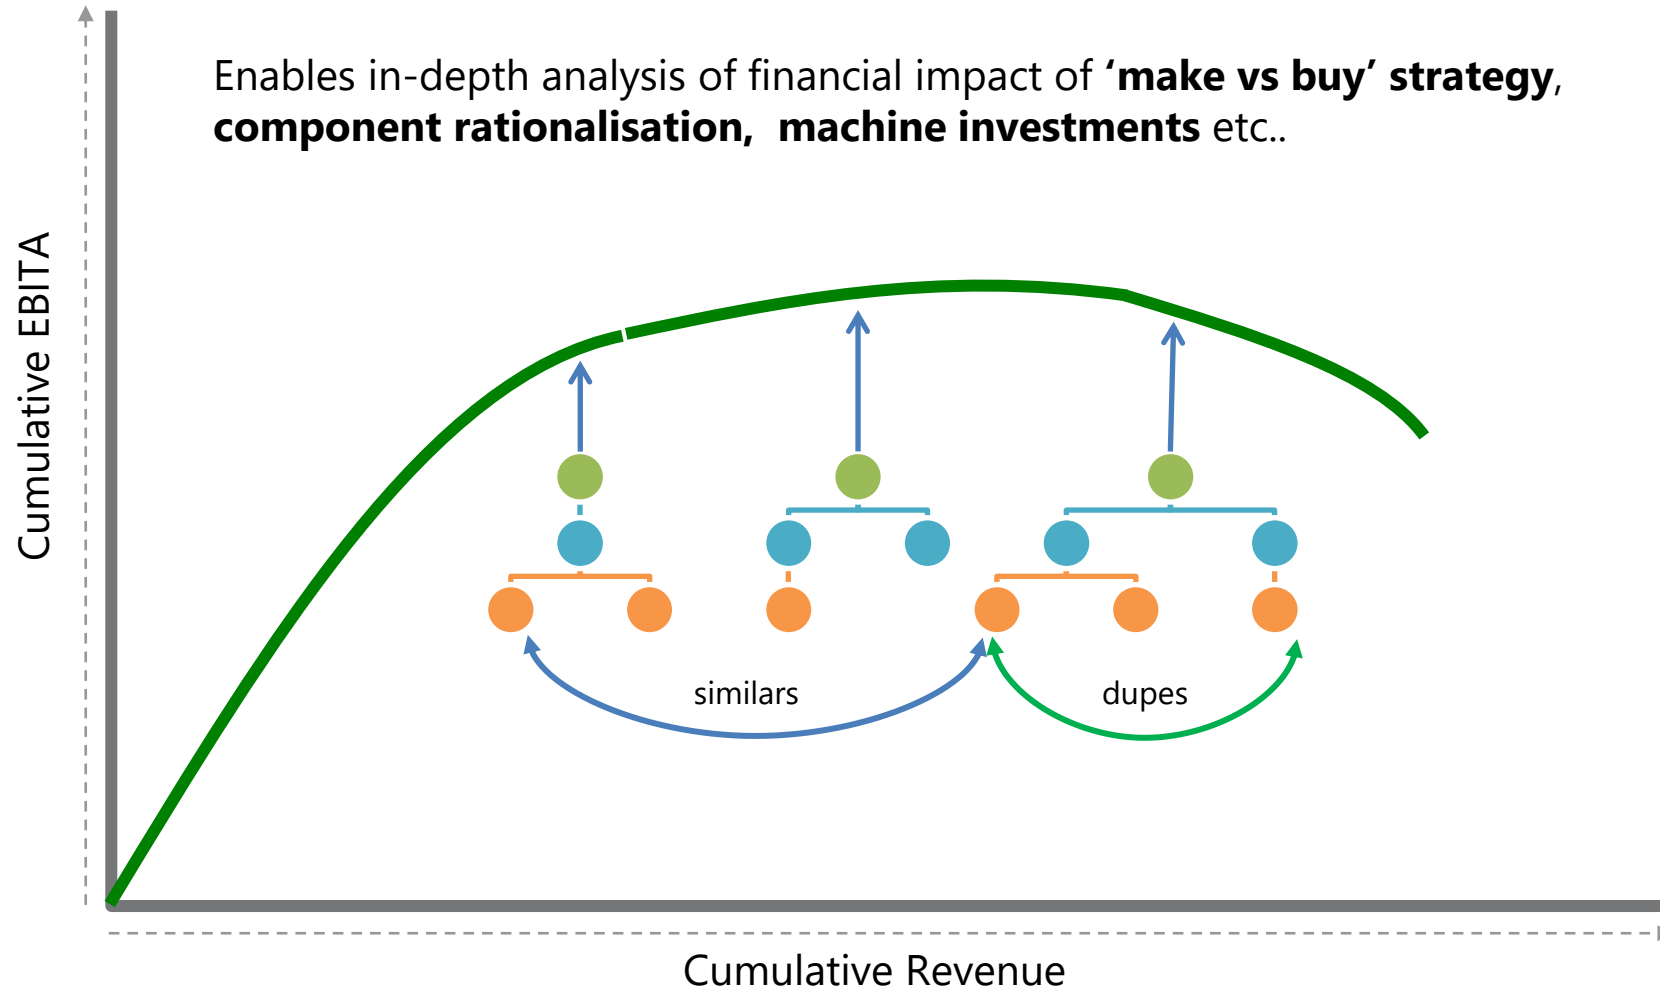 Enables in-depth analysis of financial impact of ‘make vs buy’ strategy,
component rationalisation,  machine investments etc..
Cumulative EBITA
similars
dupes
Cumulative Revenue